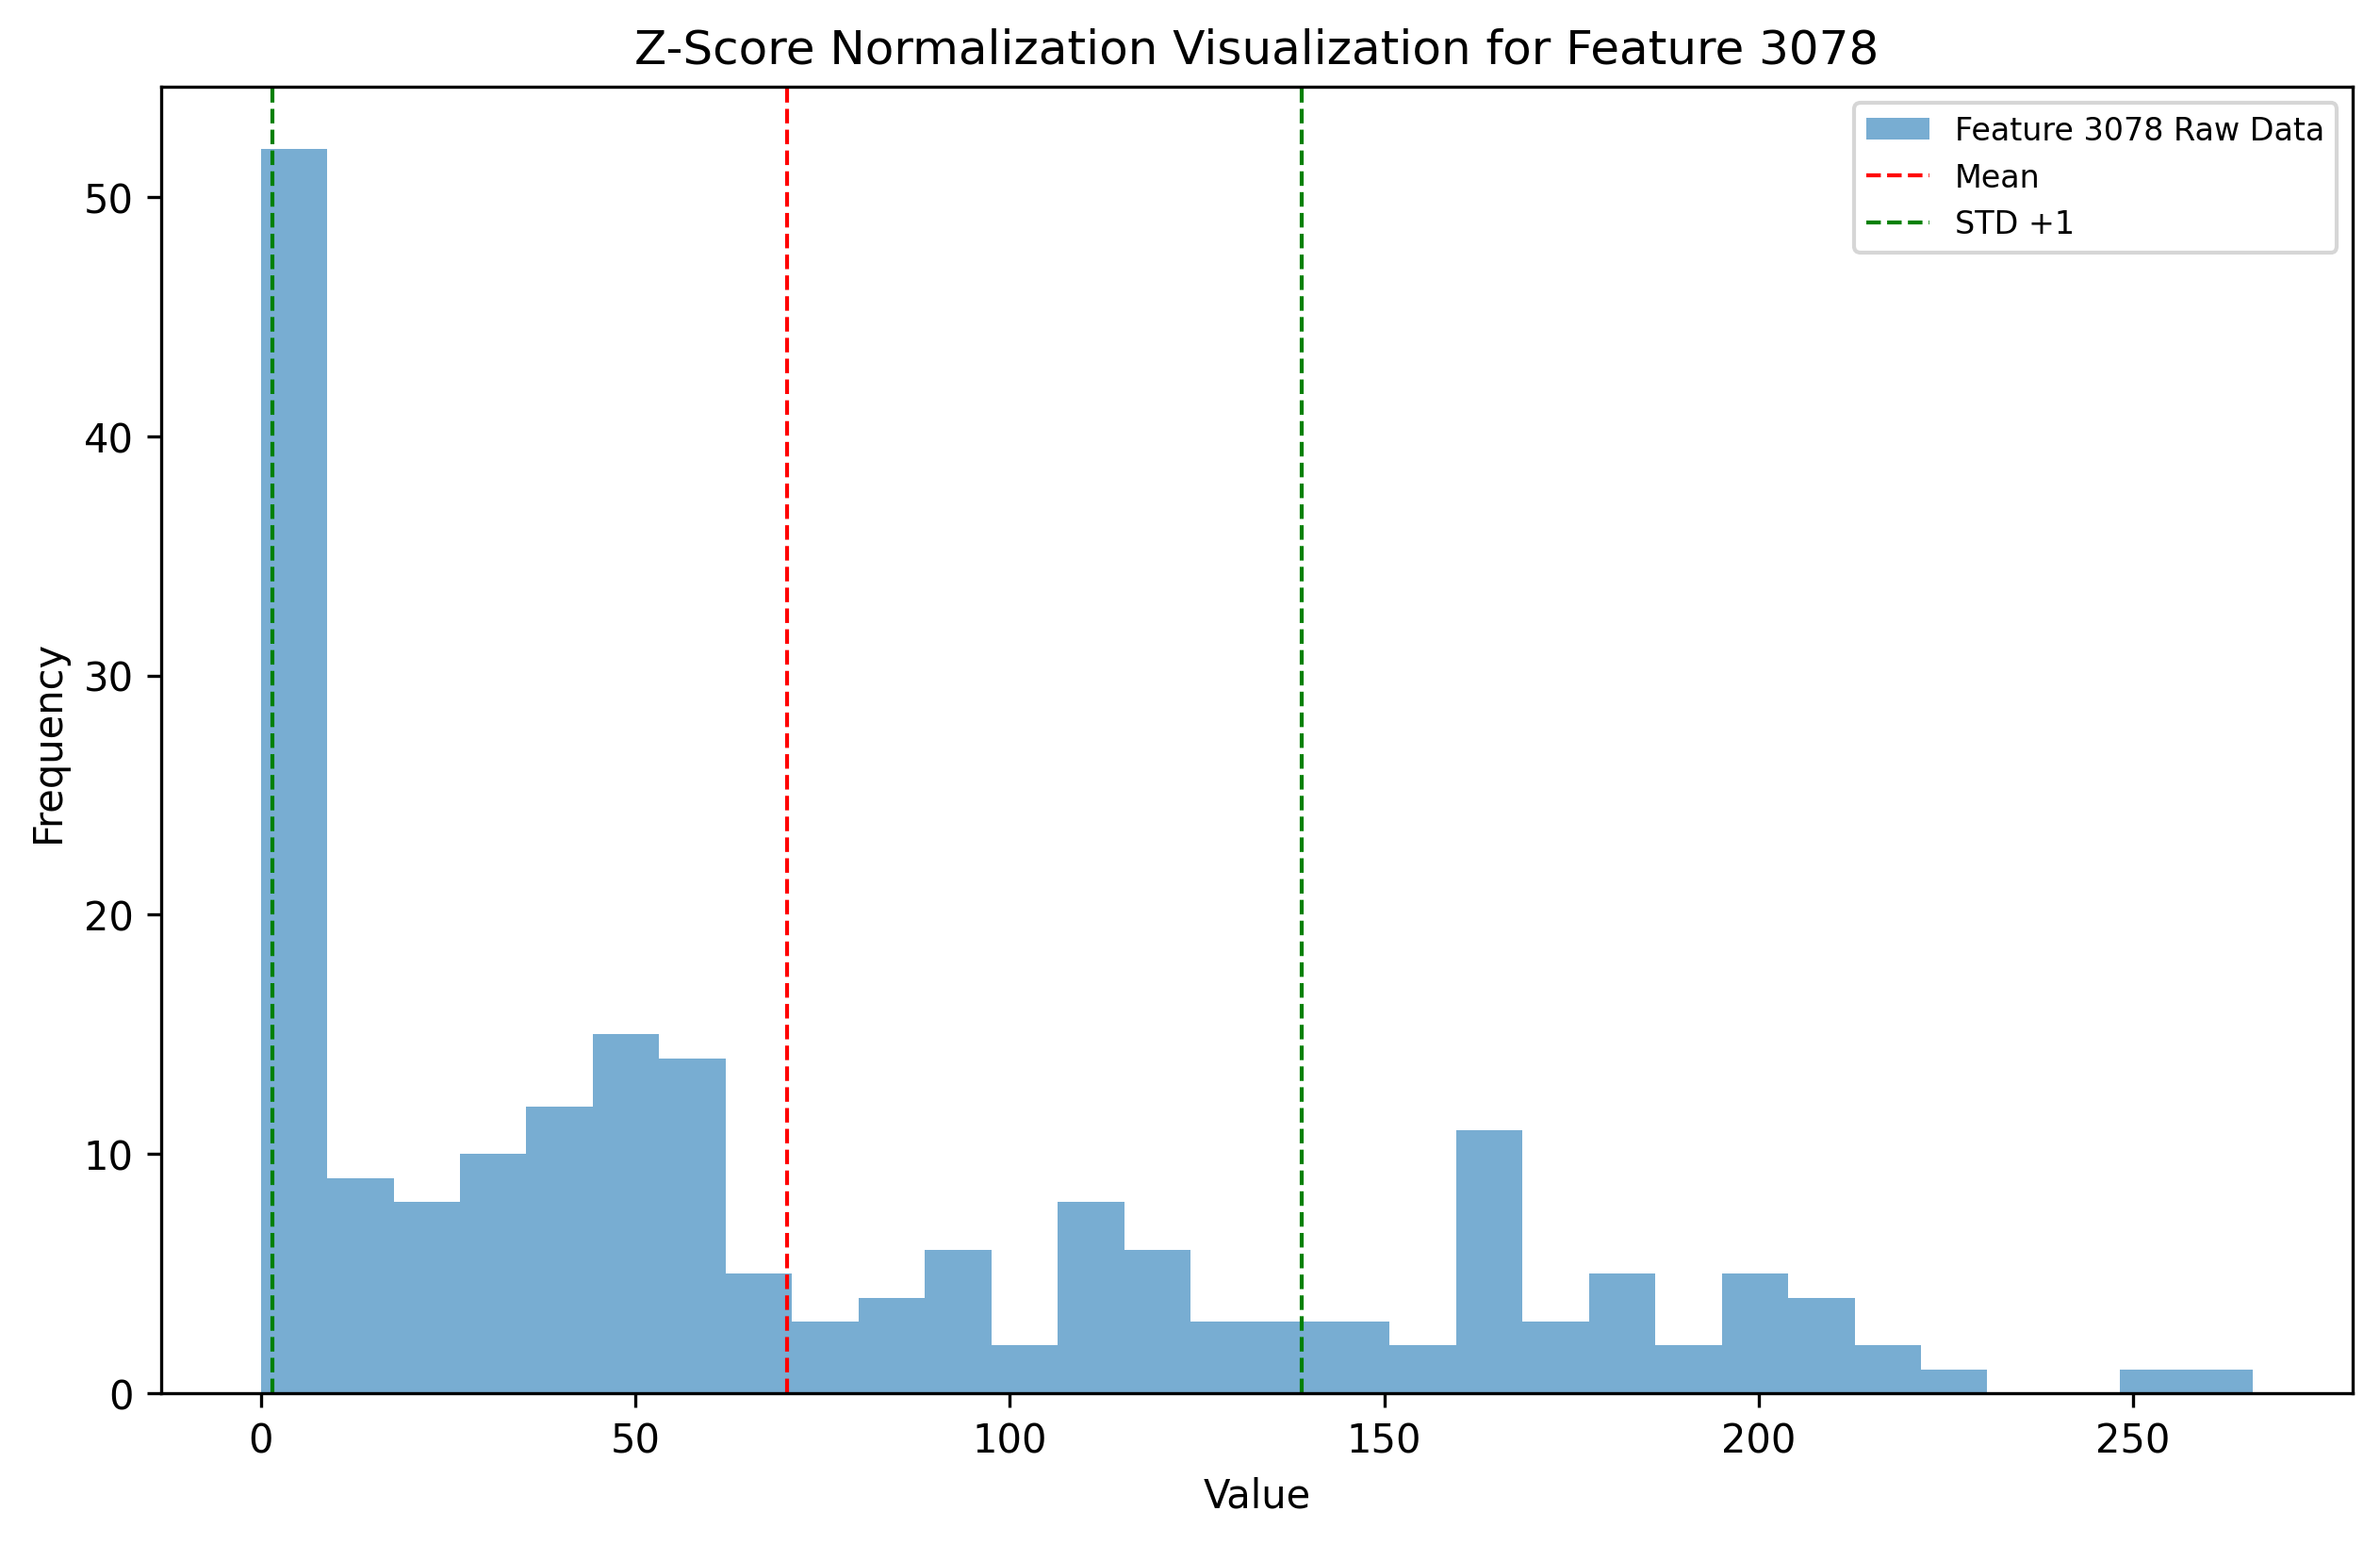 Z-Score Normalization Visualization for Feature 3078
Feature 3078 Raw Data
Mean
STD +1
Frequency
50
40
30
20
10
0
0 50 100 150 200 250
Value